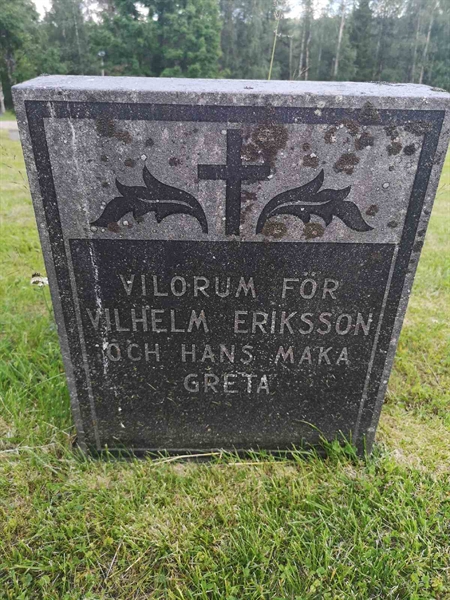 VILORUM FÖR
VILHELM ERIKSSON
OCH HANS MAKA
GRETA